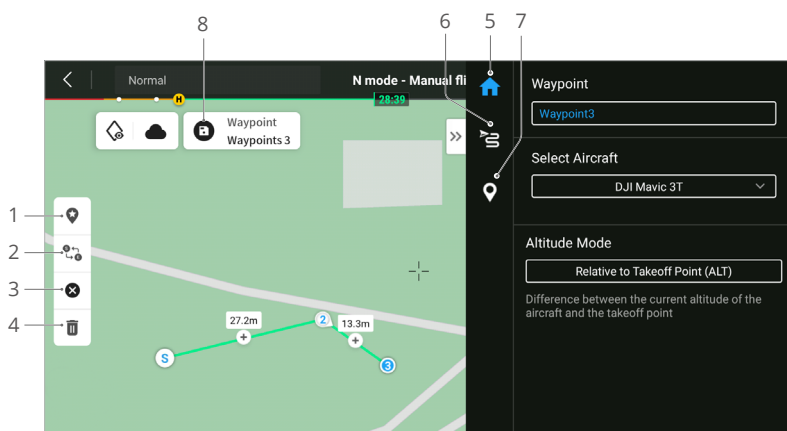 6 5 7
8
Normal
N mode - Manual fli
H
28:39
Waypoint
Waypoints 3
1
2
3
4
27.2m
2
13.3m
S
3
Waypoint
Waypoint3
Select Aircraft
DJI Mavic 3T
Altitude Mode
Relative to Takeoff Point (ALT)
Difference between the current altitude of the
aircraft and the takeoff point